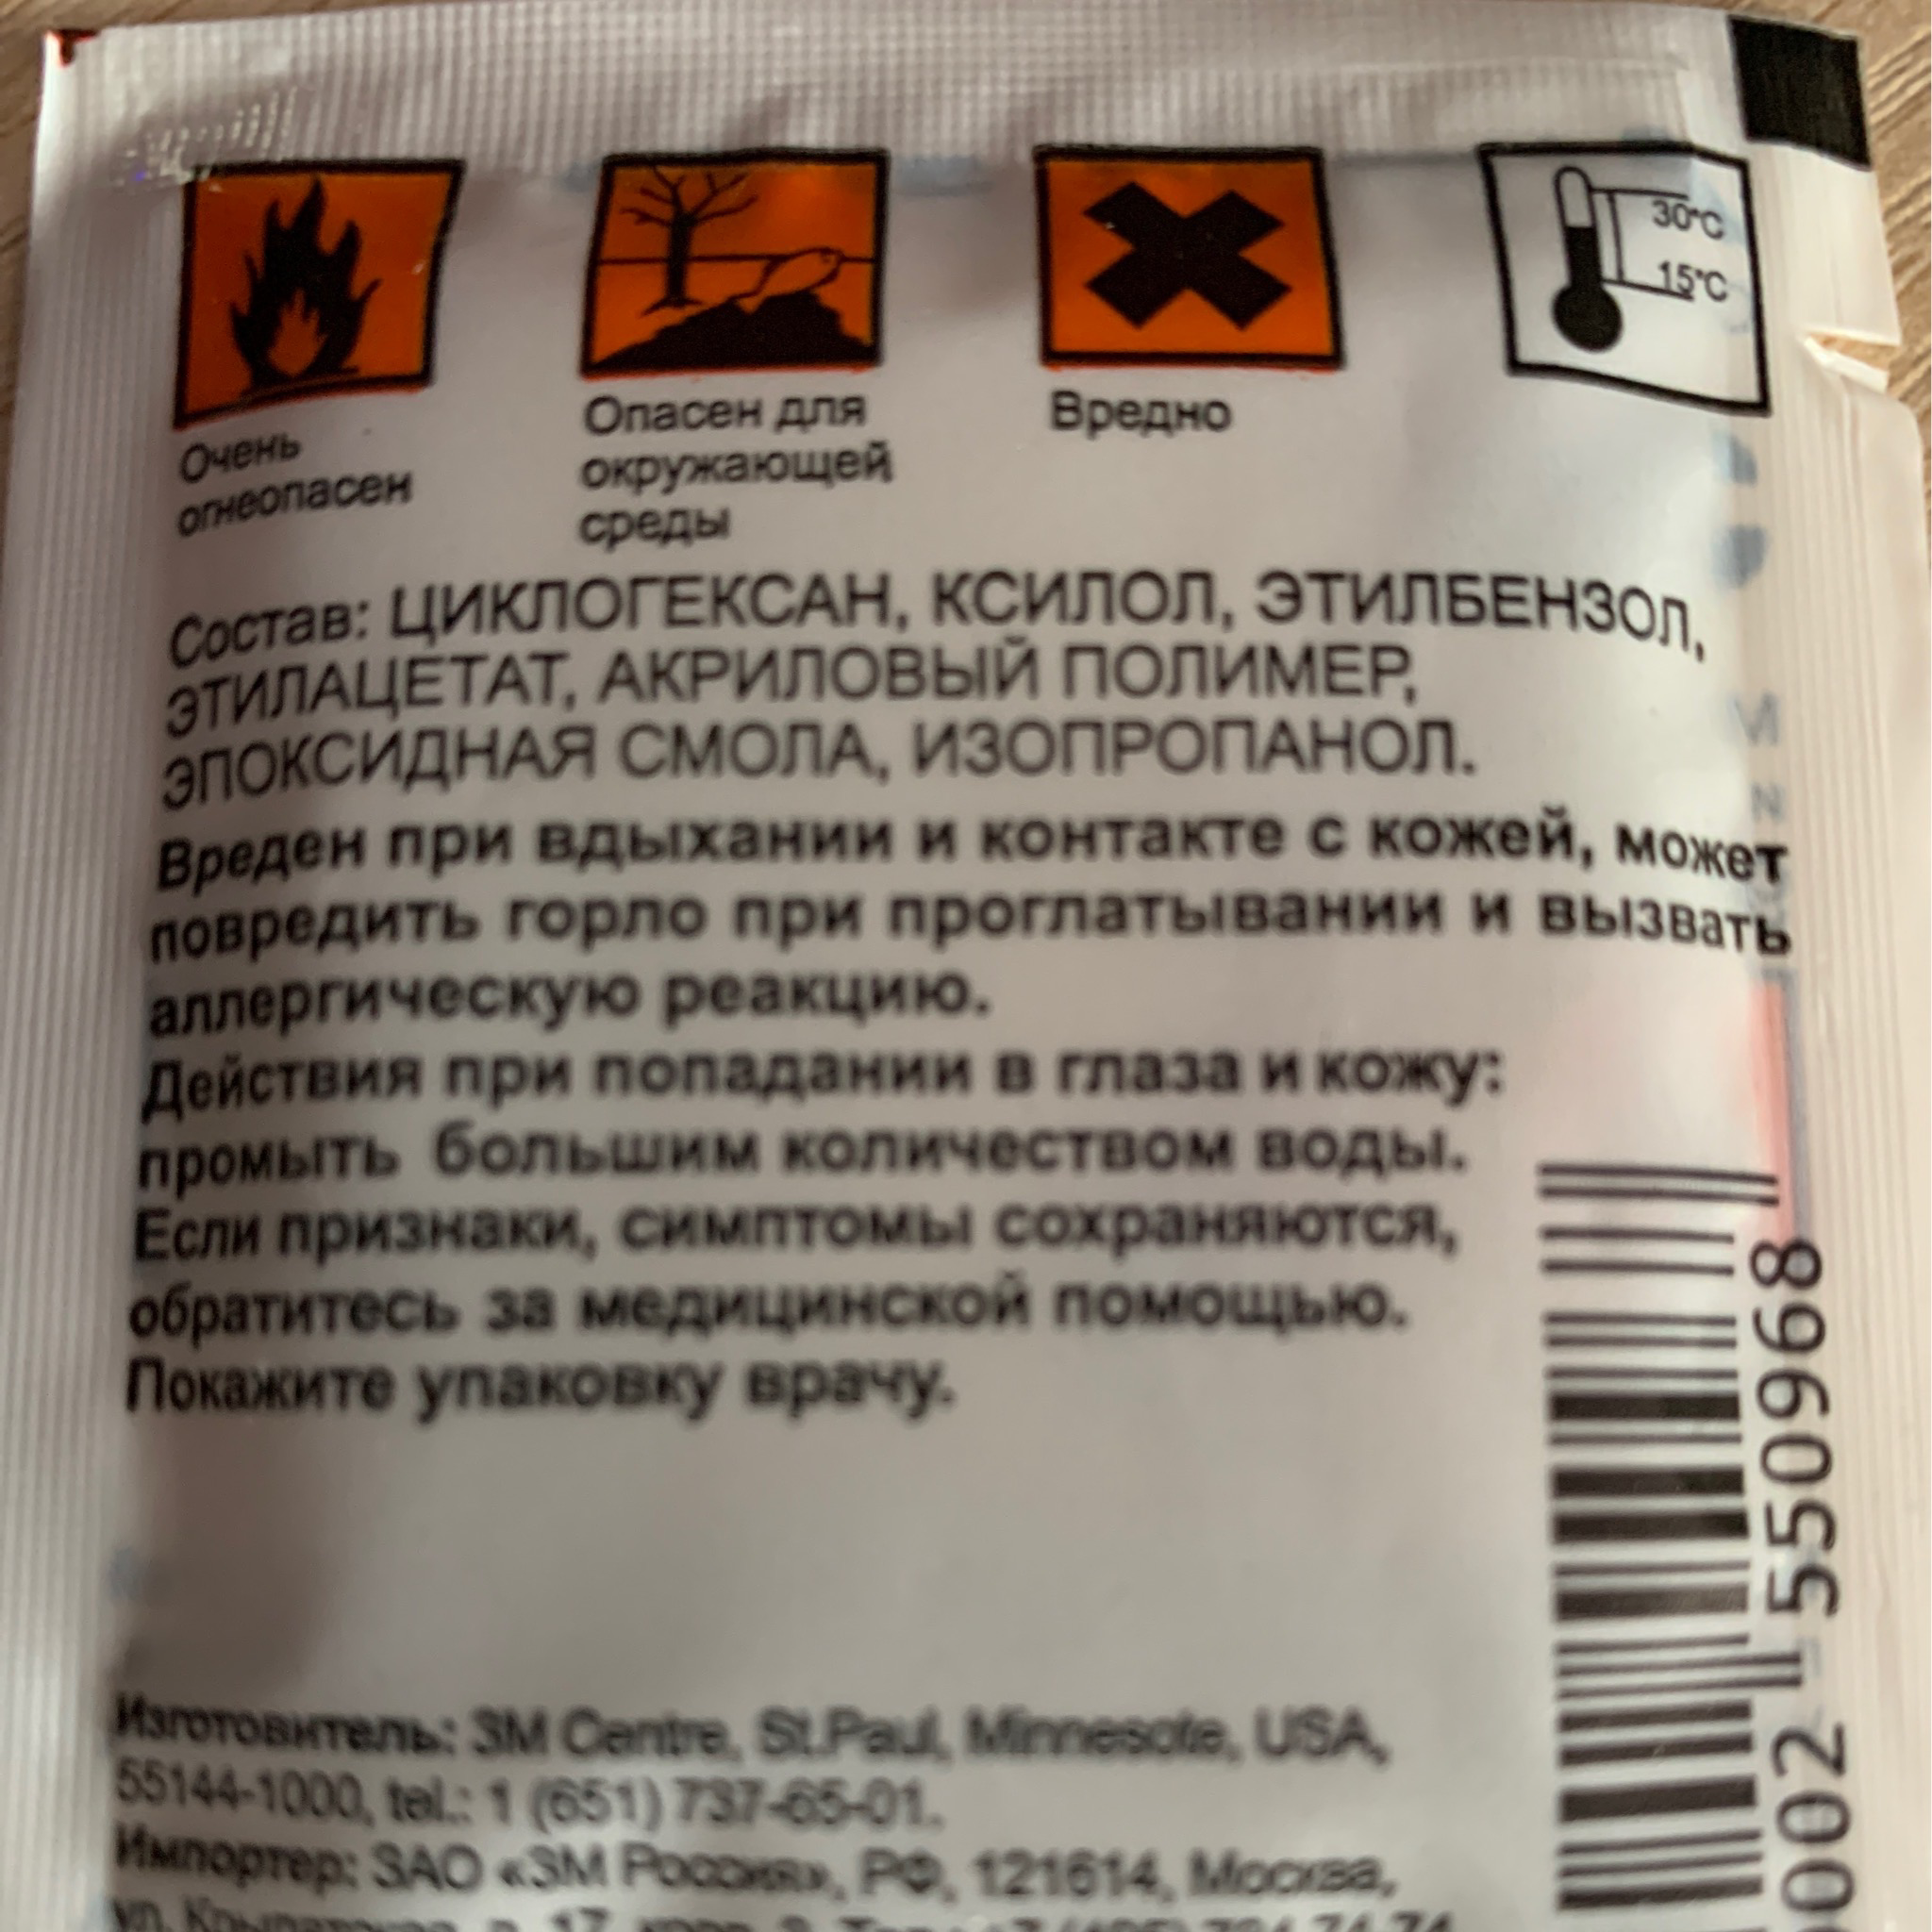 30°C
15°C
Очень
огнеопасен
Опасен для
окружающей
среды
Вредно
Состав: ЦИКЛОГЕКСАН, КСИЛОЛ, ЭТИЛБЕНЗОЛ,
ЭТИЛАЦЕТАТ, АКРИЛОВЫЙ ПОЛИМЕР,
ЭПОКСИДНАЯ СМОЛА, ИЗОПРОПАНОЛ.
Вреден при вдыхании и контакте с кожей, может
повредить горло при проглатывании и вызвать
аллергическую реакцию.
Действия при попадании в глаза и кожу:
промыть большим количеством воды.
Если признаки, симптомы сохраняются,
обратитесь за медицинской помощью.
Покажите упаковку врачу.
Изготовитель: 3M Centre, St.Paul, Minnesote, USA,
55144-1000, tel.: 1 (651) 737-65-01.
Импортер: ЗАО «3М Россия», РФ, 121614, Москва,
ул. 17,
002 550968